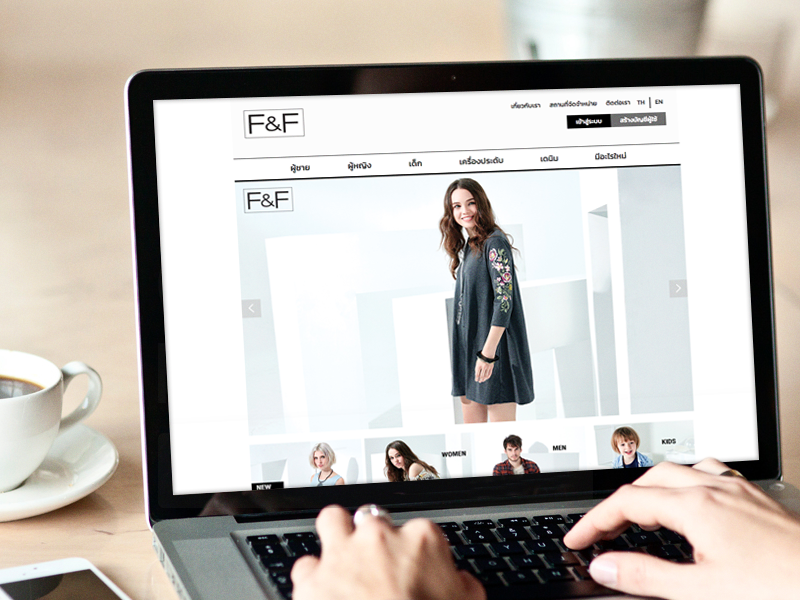 F&F
เกี่ยวกับเรา สถานที่จัดจำหน่าย ติดต่อเรา TH | EN
เข้าสู่ระบบ สร้างบัญชีผู้ใช้
ผู้ชาย ผู้หญิง เด็ก เครื่องประดับ เดนิม มีอะไรใหม่
F&F
NEW
WOMEN
MEN
KIDS